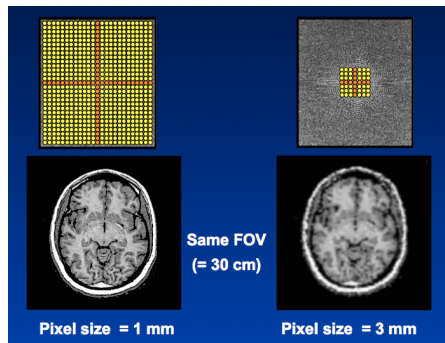 Same FOV
(= 30 cm)
Pixel size = 1 mm
Pixel size = 3 mm